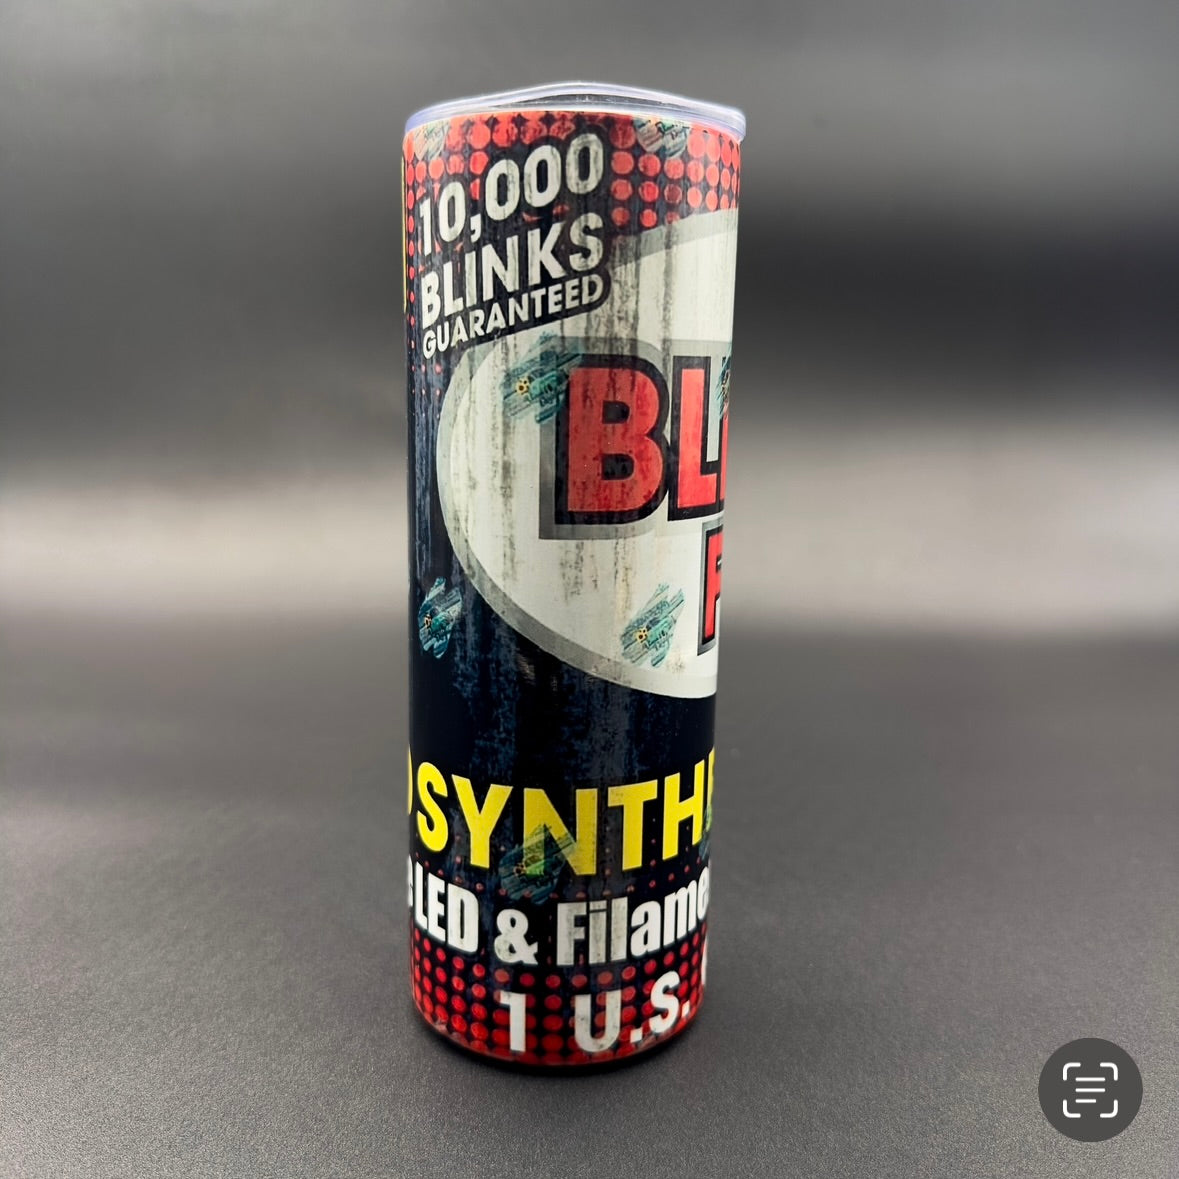 10,000
BLINKS
GUARANTEED
BL
F
SYNTH
LED & Filame
1 U.S.